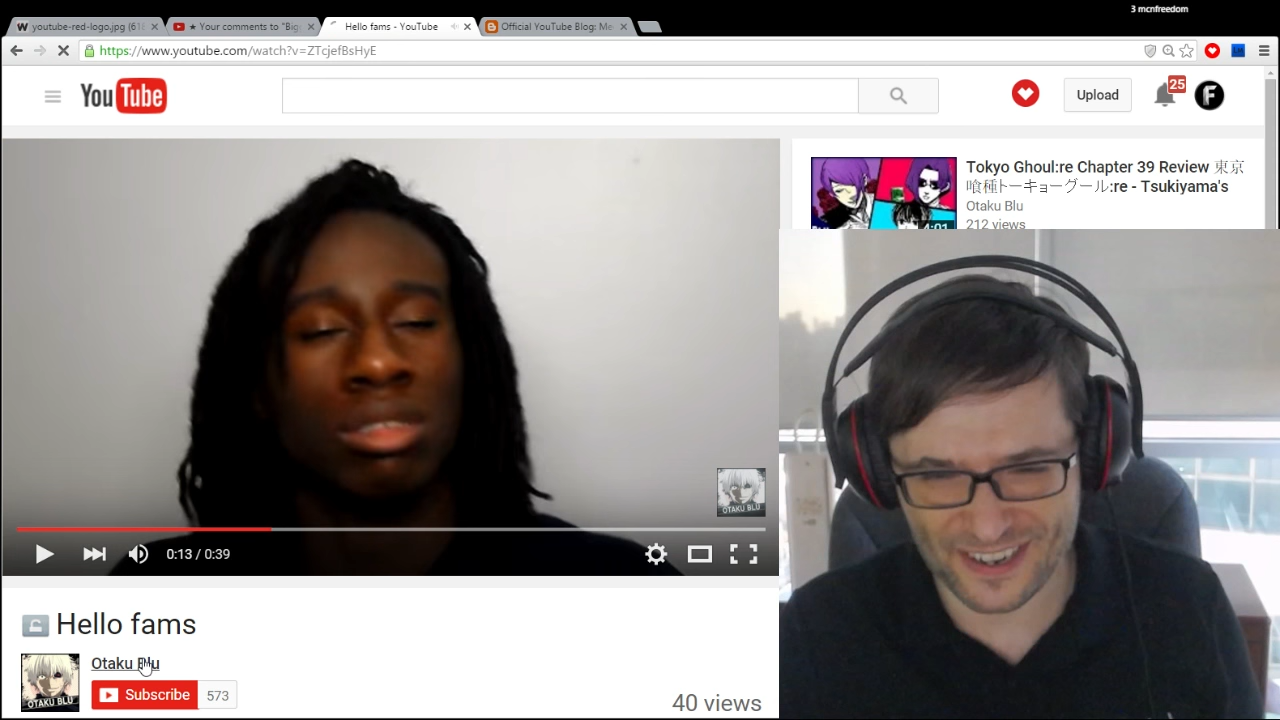 3 mcnfreedom
youtube-red-logo.jpg (618
★ Your comments to "Big
Hello fams - YouTube
Official YouTube Blog: Me
https://www.youtube.com/watch?v=ZTcjefBsHyE
YouTube
Upload
25
F
Tokyo Ghoul:re Chapter 39 Review 東京
喰種トーキョーグール:re - Tsukiyama's
Otaku Blu
212 views
4:01
OTAKU BLU
0:13 / 0:39
Hello fams
Otaku Blu
OTAKU BLU
Subscribe
573
40 views